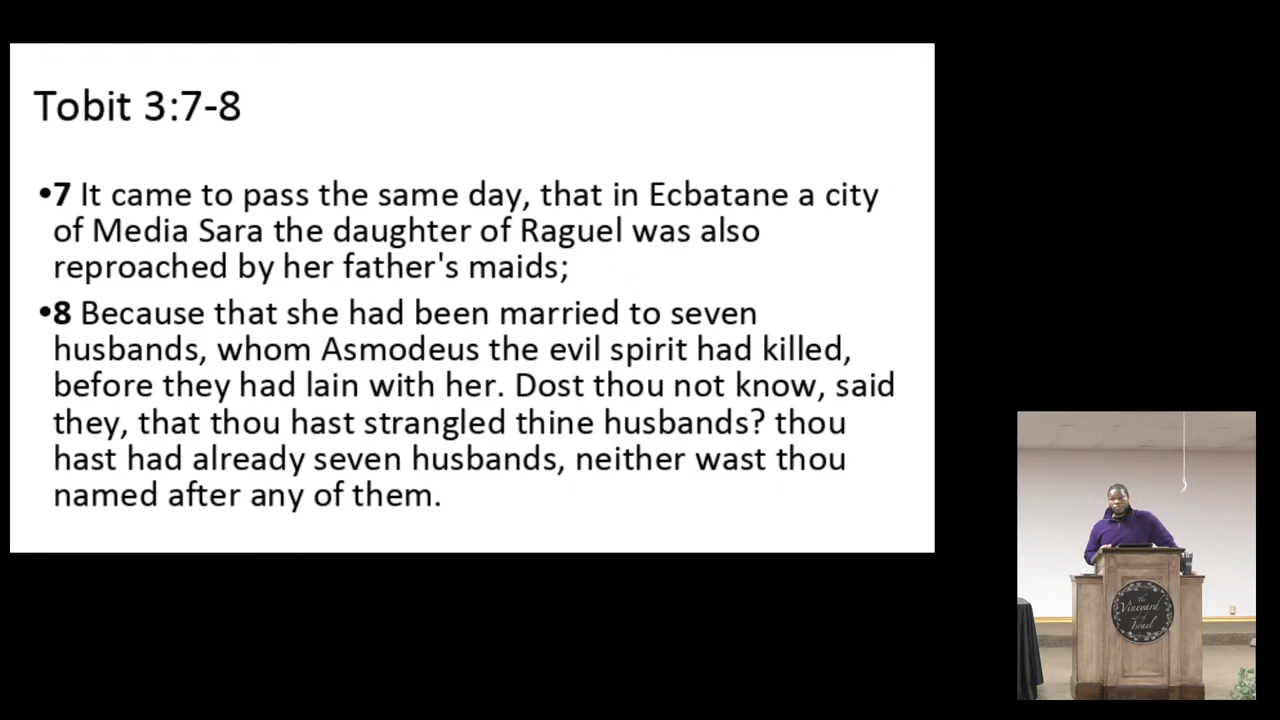 Tobit 3:7-8
•7 It came to pass the same day, that in Ecbatane a city
of Media Sara the daughter of Raguel was also
reproached by her father's maids;
•8 Because that she had been married to seven
husbands, whom Asmodeus the evil spirit had killed,
before they had lain with her. Dost thou not know, said
they, that thou hast strangled thine husbands? thou
hast had already seven husbands, neither wast thou
named after any of them.
The
Vineyard
of
Israel